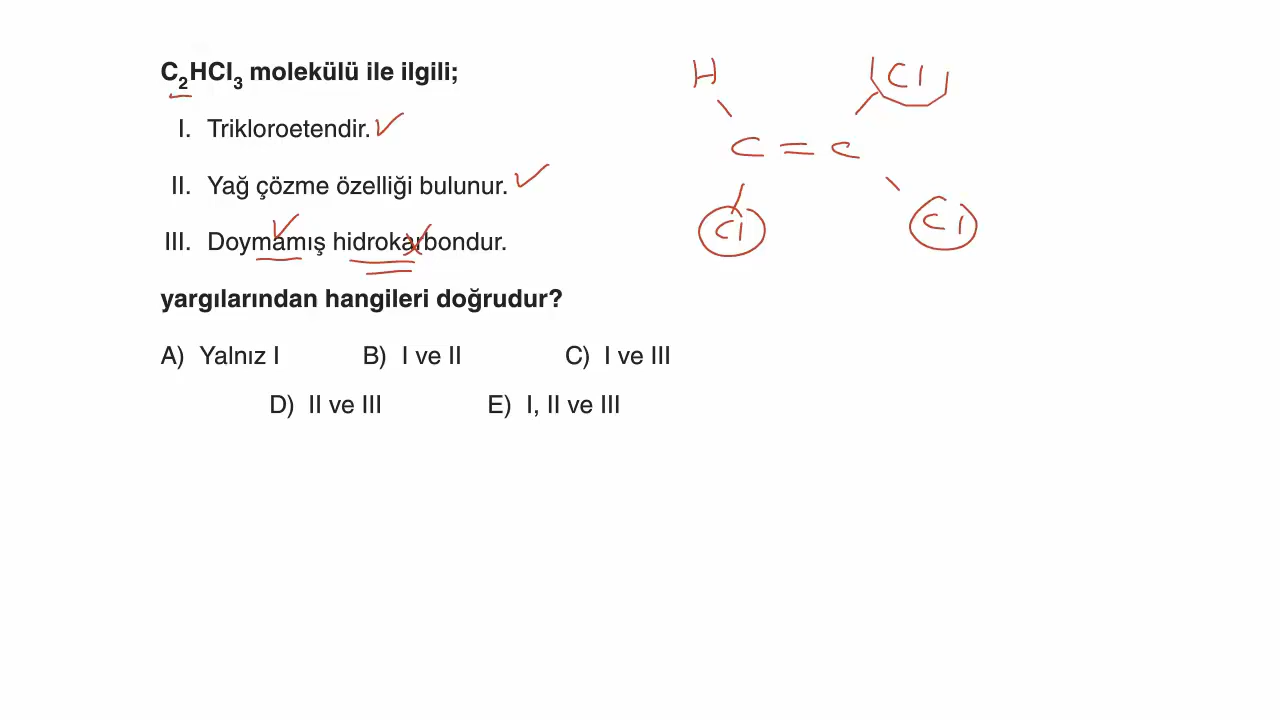 C₂HCl₃ molekülü ile ilgili;
I. Trikloroetendir.
II. Yağ çözme özelliği bulunur.
III. Doymamış hidrokarbondur.
yargılarından hangileri doğrudur?
A) Yalnız I B) I ve II C) I ve III
D) II ve III E) I, II ve III
H Cl
C = C
Cl Cl